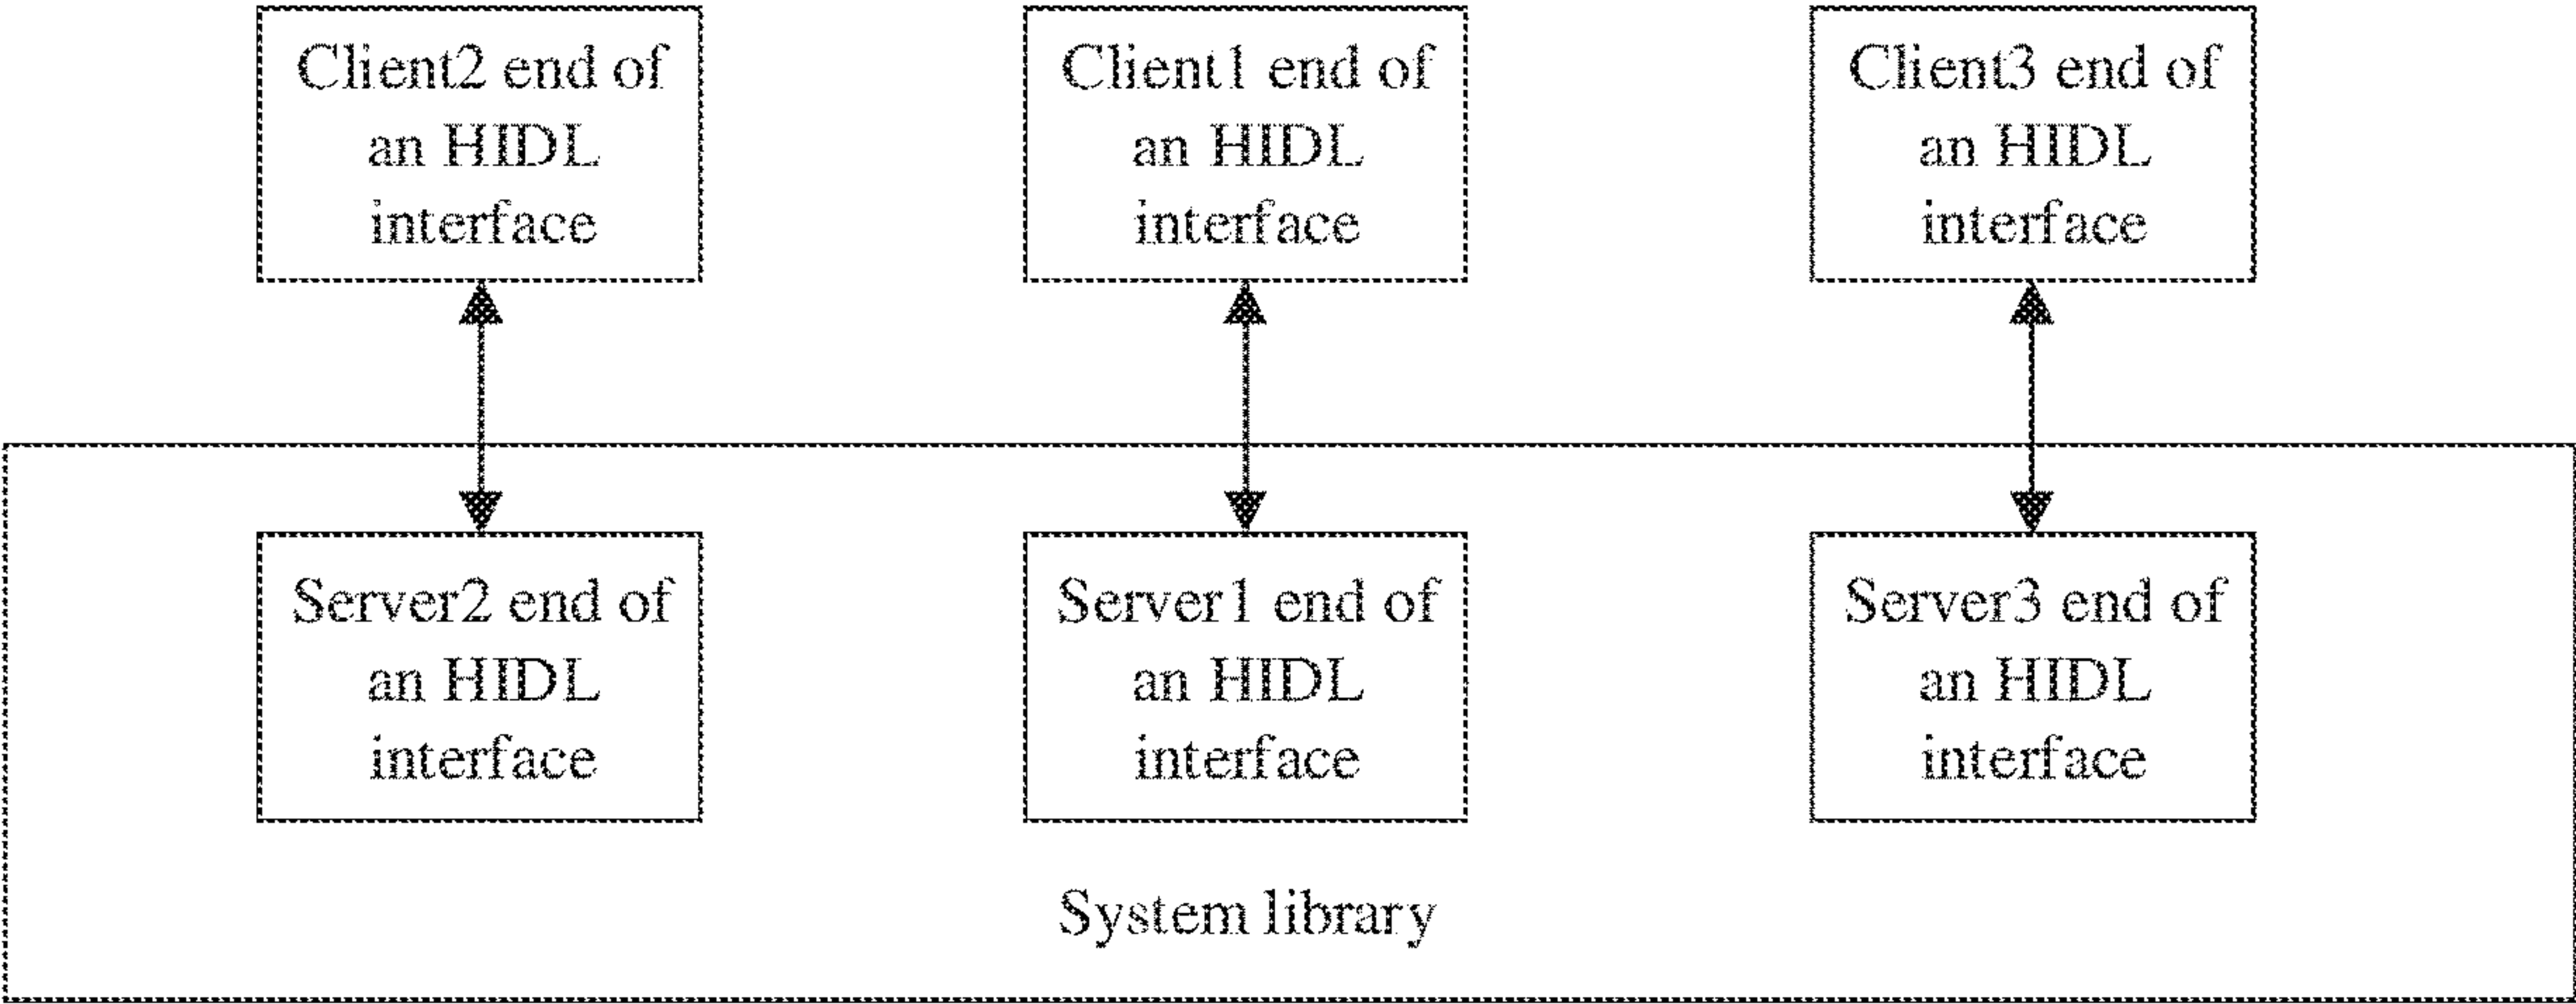 Client2 end of
an HIDL
interface
Client1 end of
an HIDL
interface
Client3 end of
an HIDL
interface
Server2 end of
an HIDL
interface
Server1 end of
an HIDL
interface
Server3 end of
an HIDL
interface
System library